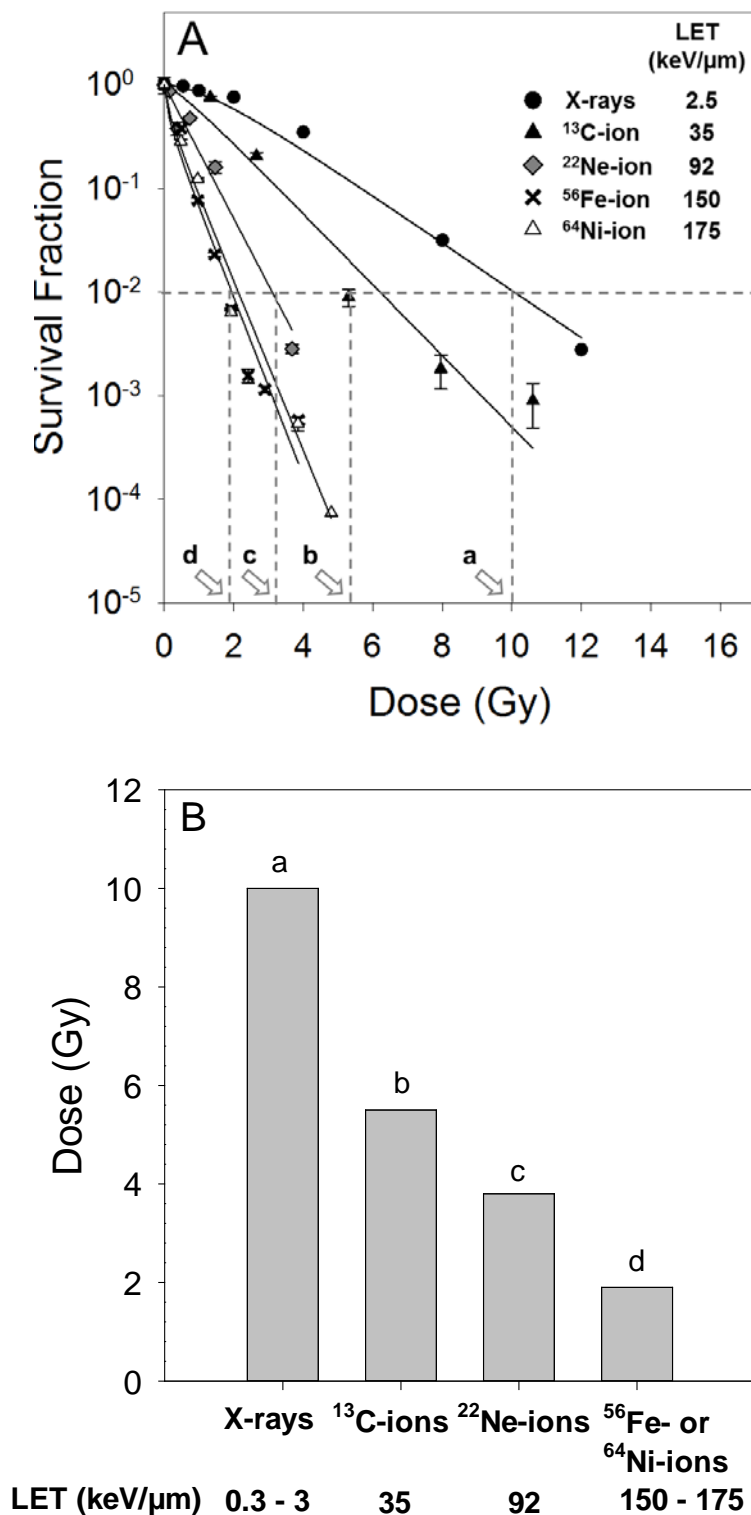 A
LET
(keV/µm)
X-rays 2.5
¹³C-ion 35
²²Ne-ion 92
⁵⁶Fe-ion 150
⁶⁴Ni-ion 175
10⁰
10⁻¹
10⁻²
10⁻³
10⁻⁴
10⁻⁵
Survival Fraction
d c b a
0 2 4 6 8 10 12 14 16
Dose (Gy)
B
12
10
8
6
4
2
0
Dose (Gy)
a
b
c
d
X-rays ¹³C-ions ²²Ne-ions ⁵⁶Fe- or
⁶⁴Ni-ions
LET (keV/µm) 0.3 - 3 35 92 150 - 175